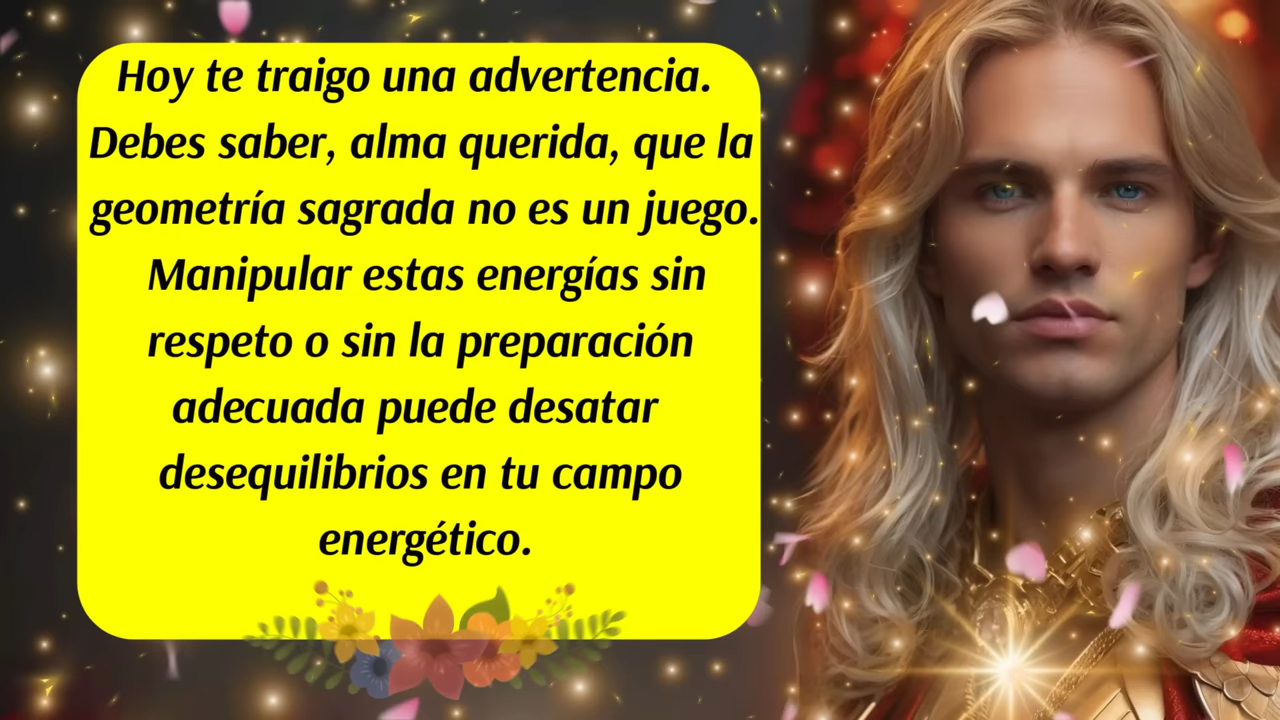 Hoy te traigo una advertencia.
Debes saber, alma querida, que la
geometría sagrada no es un juego.
Manipular estas energías sin
respeto o sin la preparación
adecuada puede desatar
desequilibrios en tu campo
energético.